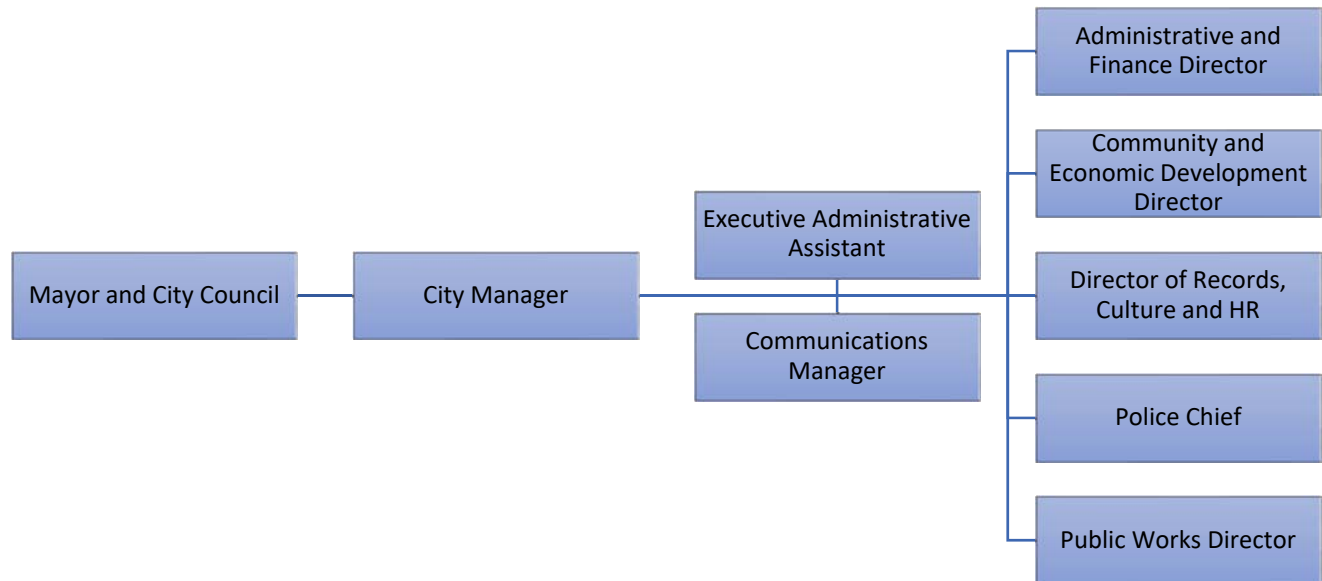 Mayor and City Council
City Manager
Executive Administrative
Assistant
Communications
Manager
Administrative and
Finance Director
Community and
Economic Development
Director
Director of Records,
Culture and HR
Police Chief
Public Works Director